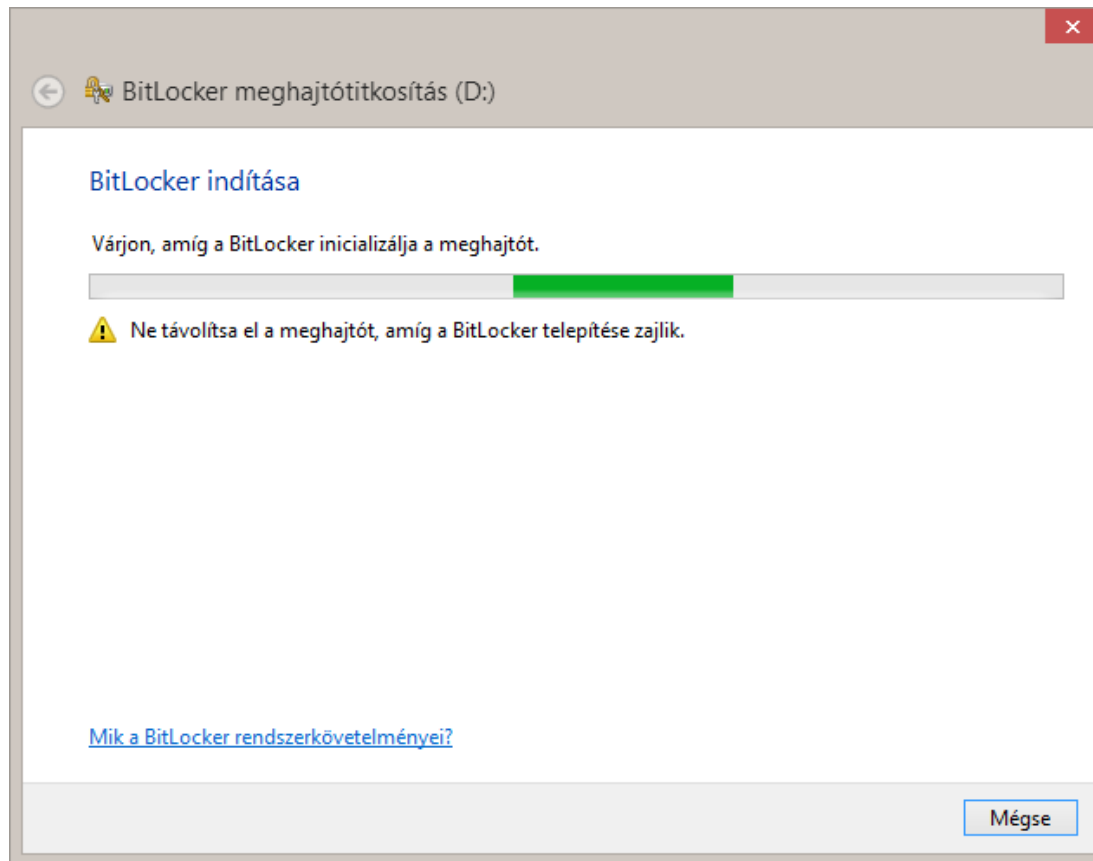 BitLocker meghajtótitkosítás (D:)
BitLocker indítása
Várjon, amíg a BitLocker inicializálja a meghajtót.
Ne távolítsa el a meghajtót, amíg a BitLocker telepítése zajlik.
Mik a BitLocker rendszerkövetelményei?
Mégse